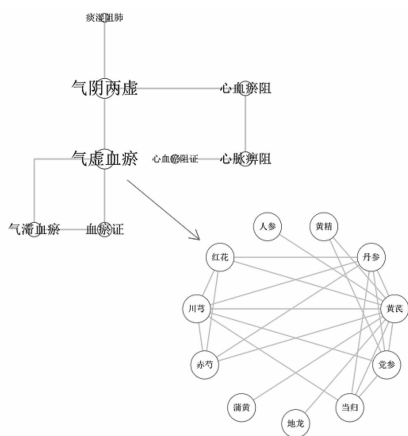 痰湿阻肺
气阴两虚
心血瘀阻
气虚血瘀
心血瘀阻证
心脉痹阻
气滞血瘀
血瘀证
人参
黄精
红花
丹参
川芎
黄芪
赤芍
党参
蒲黄
当归
地龙